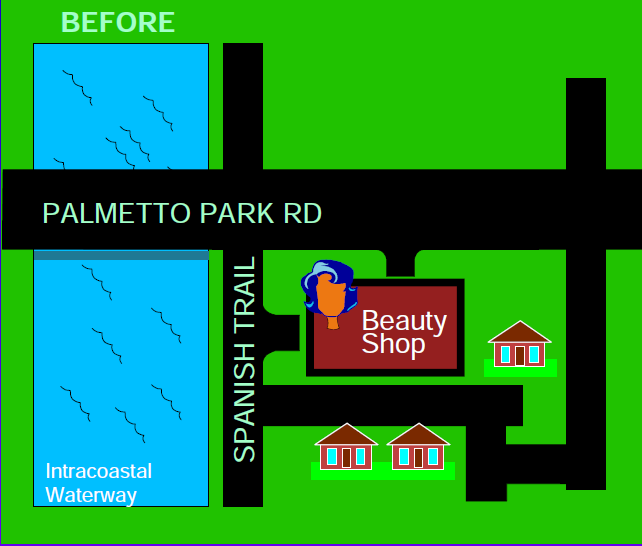 BEFORE
PALMETTO PARK RD
SPANISH TRAIL
Beauty
Shop
Intracoastal
Waterway